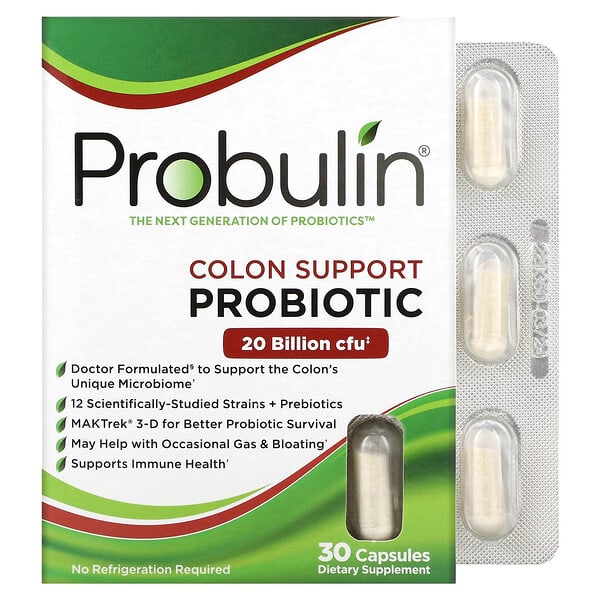 Probulin®
THE NEXT GENERATION OF PROBIOTICS™
COLON SUPPORT
PROBIOTIC
20 Billion cfu‡
✓ Doctor Formulated§ to Support the Colon's
Unique Microbiome†
✓ 12 Scientifically-Studied Strains + Prebiotics
✓ MAKTrek® 3-D for Better Probiotic Survival
✓ May Help with Occasional Gas & Bloating†
✓ Supports Immune Health†
30 Capsules
Dietary Supplement
No Refrigeration Required